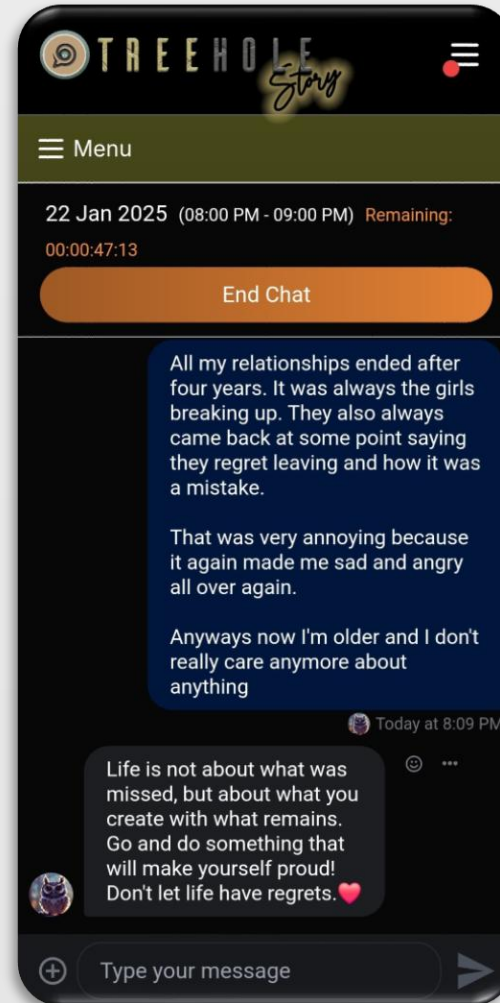 TREEHOLE
Story
Menu
22 Jan 2025 (08:00 PM - 09:00 PM) Remaining:
00:00:47:13
End Chat
All my relationships ended after
four years. It was always the girls
breaking up. They also always
came back at some point saying
they regret leaving and how it was
a mistake.
That was very annoying because
it again made me sad and angry
all over again.
Anyways now I'm older and I don't
really care anymore about
anything
Today at 8:09 PM
Life is not about what was
missed, but about what you
create with what remains.
Go and do something that
will make yourself proud!
Don't let life have regrets.❤️
Type your message